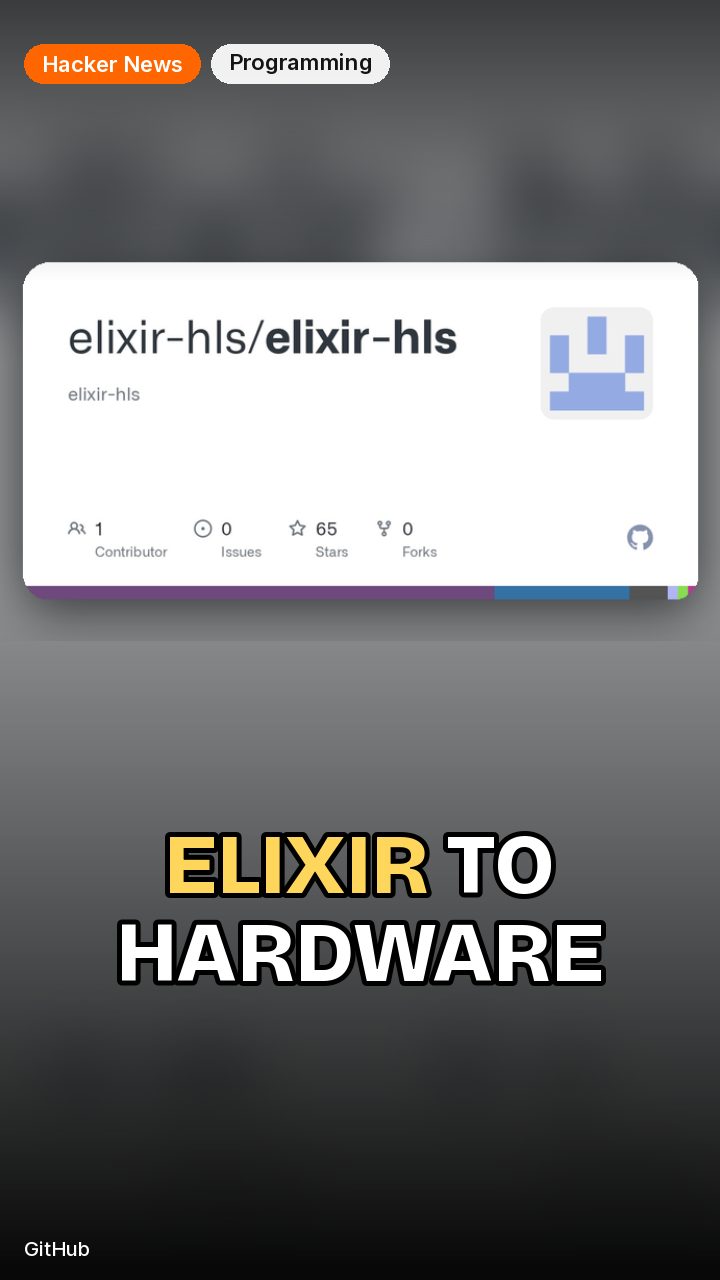 Hacker News
Programming
elixir-hls/elixir-hls
elixir-hls
1
Contributor
0
Issues
65
Stars
0
Forks
ELIXIR TO
HARDWARE
GitHub